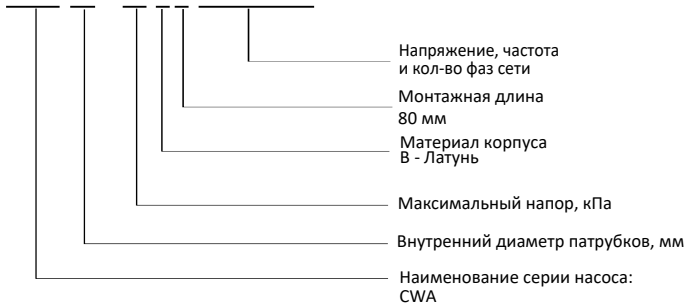 Напряжение, частота
и кол-во фаз сети
Монтажная длина
80 мм
Материал корпуса
В - Латунь
Максимальный напор, кПа
Внутренний диаметр патрубков, мм
Наименование серии насоса:
CWA